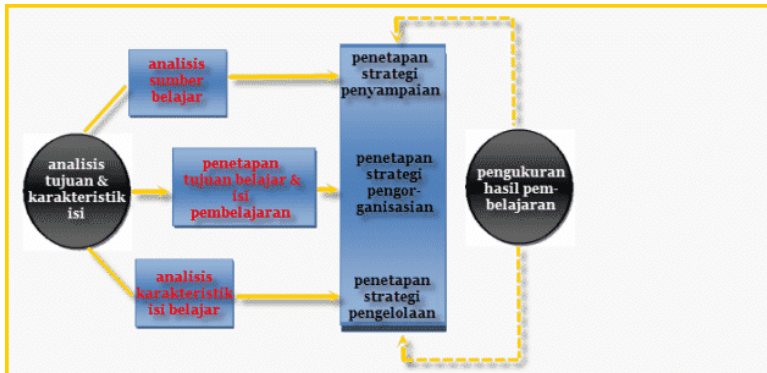 analisis
tujuan &
karakteristik
isi
analisis
sumber
belajar
penetapan
tujuan belajar &
isi
pembelajaran
analisis
karakteristik
isi belajar
penetapan
strategi
penyampaian
penetapan
strategi
pengor-
ganisasian
penetapan
strategi
pengelolaan
pengukuran
hasil pem-
belajaran